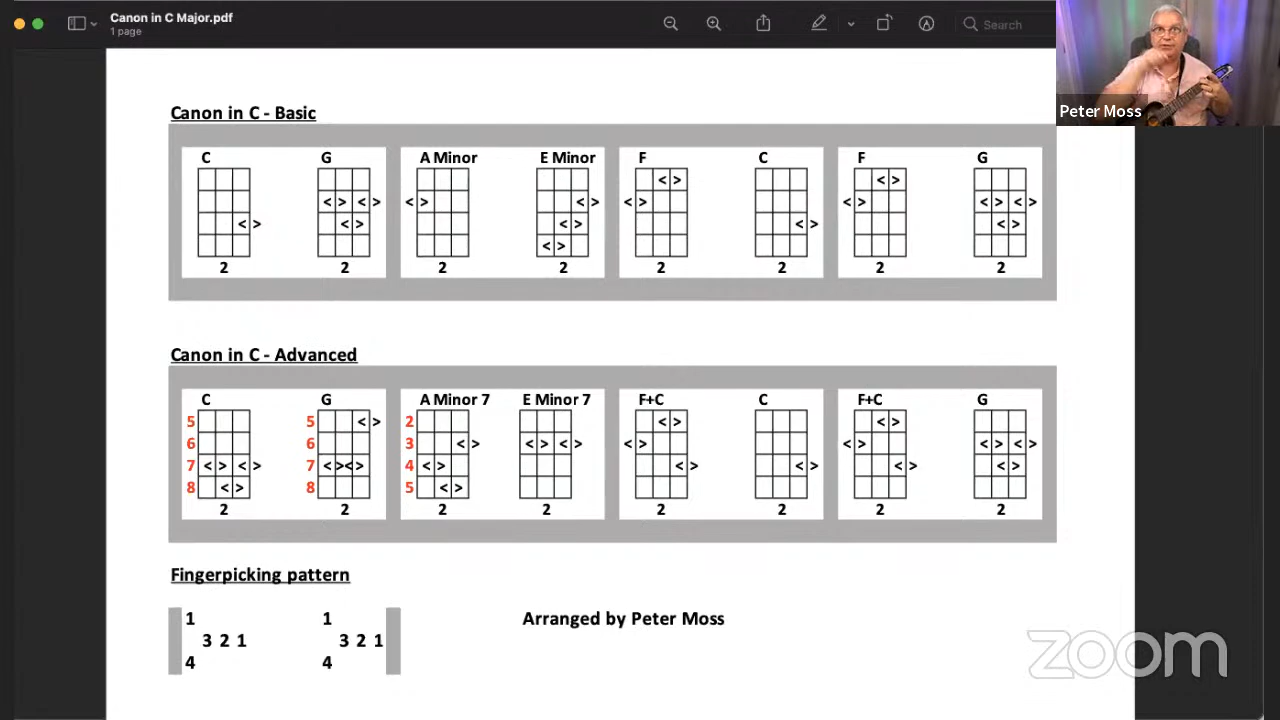 Canon in C Major.pdf
1 page
Search
Peter Moss
Canon in C - Basic
C G A Minor E Minor F C F G
2 2 2 2 2 2 2 2
Canon in C - Advanced
C G A Minor 7 E Minor 7 F+C C F+C G
5 5 2
6 6 3
7 7 4
8 8 5
2 2 2 2 2 2 2 2
Fingerpicking pattern
1 1
3 2 1 3 2 1
4 4
Arranged by Peter Moss
zoom